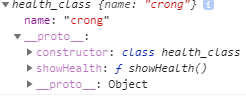 ▼ health_class {name: "crong"} i
name: "crong"
▼ __proto__:
▶ constructor: class health_class
▶ showHealth: ƒ showHealth()
▶ __proto__: Object